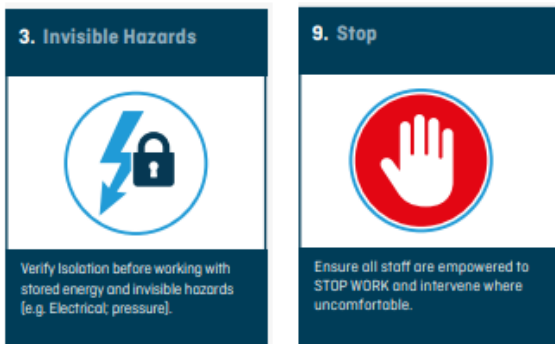 3. Invisible Hazards
Verify Isolation before working with
stored energy and invisible hazards
(e.g. Electrical; pressure).
9. Stop
Ensure all staff are empowered to
STOP WORK and intervene where
uncomfortable.